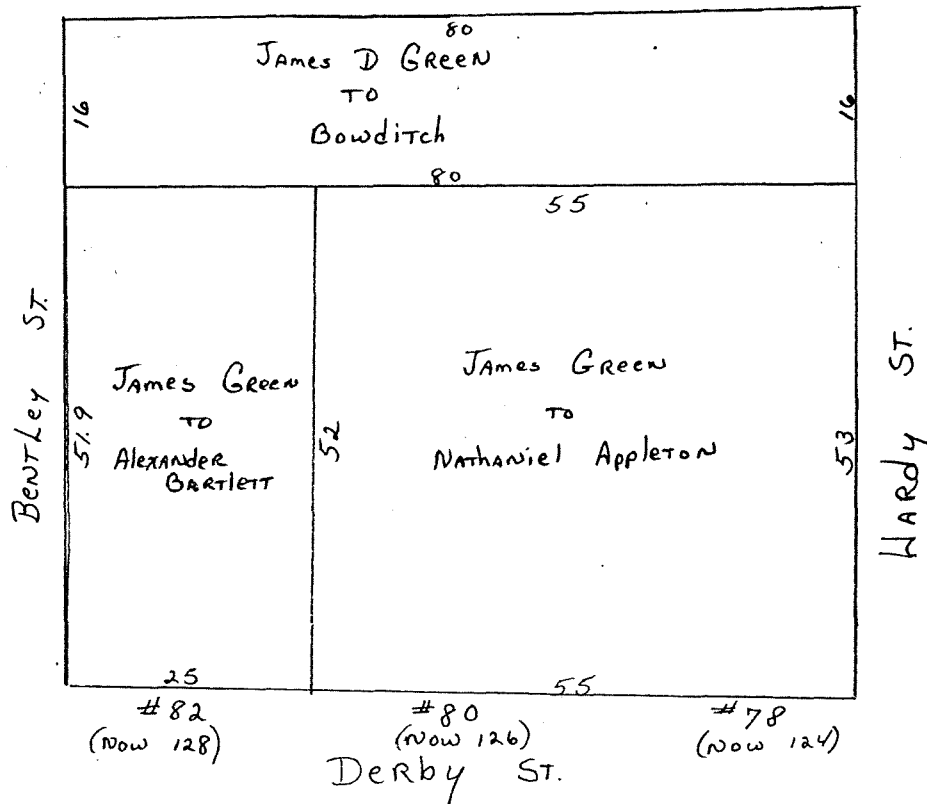 80
James D Green
TO
Bowditch
16
16
80
55
Bentley St.
51.9
James Green
TO
Alexander
Bartlett
52
James Green
TO
Nathaniel Appleton
53
Hardy St.
25
55
#82
(Now 128)
#80
(Now 126)
#78
(Now 124)
Derby St.